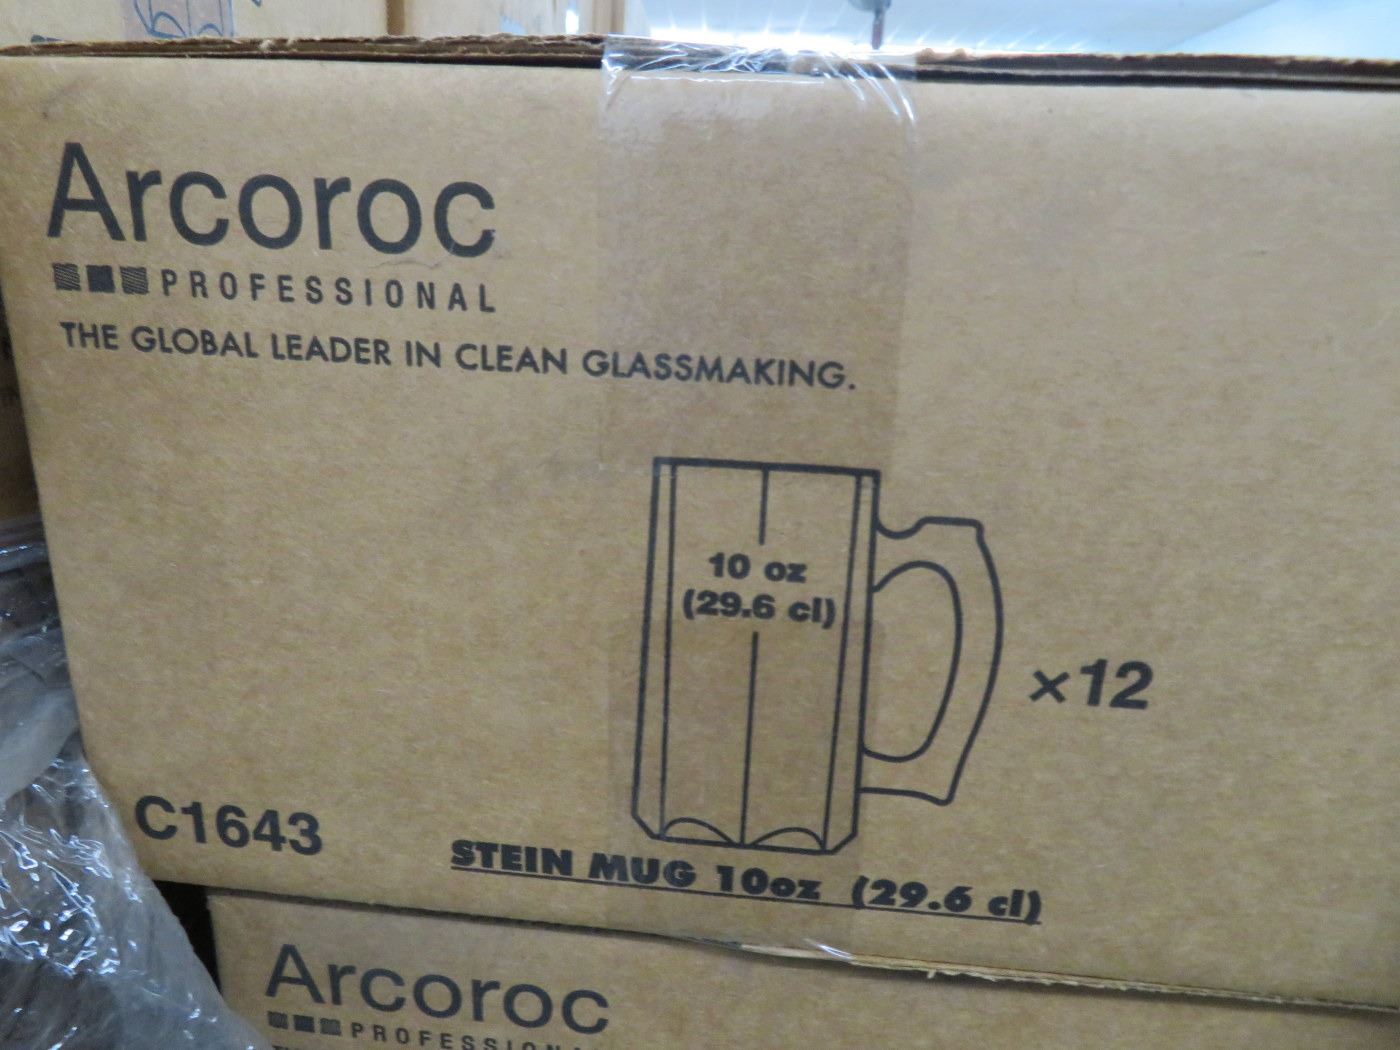 Arcoroc
PROFESSIONAL
THE GLOBAL LEADER IN CLEAN GLASSMAKING.
10 oz
(29.6 cl)
×12
C1643
STEIN MUG 10oz (29.6 cl)
Arcoroc